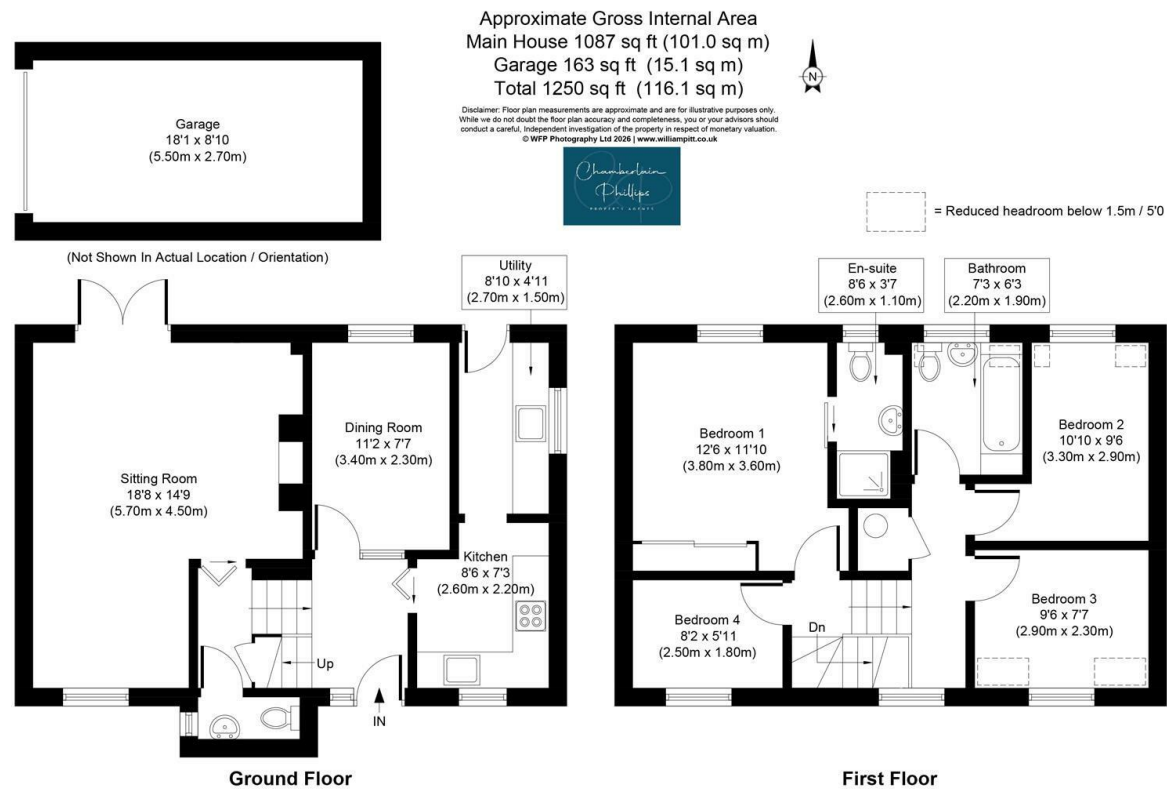 Approximate Gross Internal Area
Main House 1087 sq ft (101.0 sq m)
Garage 163 sq ft (15.1 sq m)
Total 1250 sq ft (116.1 sq m)
Disclaimer: Floor plan measurements are approximate and are for illustrative purposes only.
While we do not doubt the floor plan accuracy and completeness, you or your advisors should
conduct a careful, Independent investigation of the property in respect of monetary valuation.
© WFP Photography Ltd 2026 | www.williampitt.co.uk
N
Chamberlain
Phillips
PROPERTY AGENTS
= Reduced headroom below 1.5m / 5'0
Garage
18'1 x 8'10
(5.50m x 2.70m)
(Not Shown In Actual Location / Orientation)
Utility
8'10 x 4'11
(2.70m x 1.50m)
Dining Room
11'2 x 7'7
(3.40m x 2.30m)
Sitting Room
18'8 x 14'9
(5.70m x 4.50m)
Kitchen
8'6 x 7'3
(2.60m x 2.20m)
Up
IN
Ground Floor
En-suite
8'6 x 3'7
(2.60m x 1.10m)
Bathroom
7'3 x 6'3
(2.20m x 1.90m)
Bedroom 1
12'6 x 11'10
(3.80m x 3.60m)
Bedroom 2
10'10 x 9'6
(3.30m x 2.90m)
Bedroom 3
9'6 x 7'7
(2.90m x 2.30m)
Bedroom 4
8'2 x 5'11
(2.50m x 1.80m)
Dn
First Floor